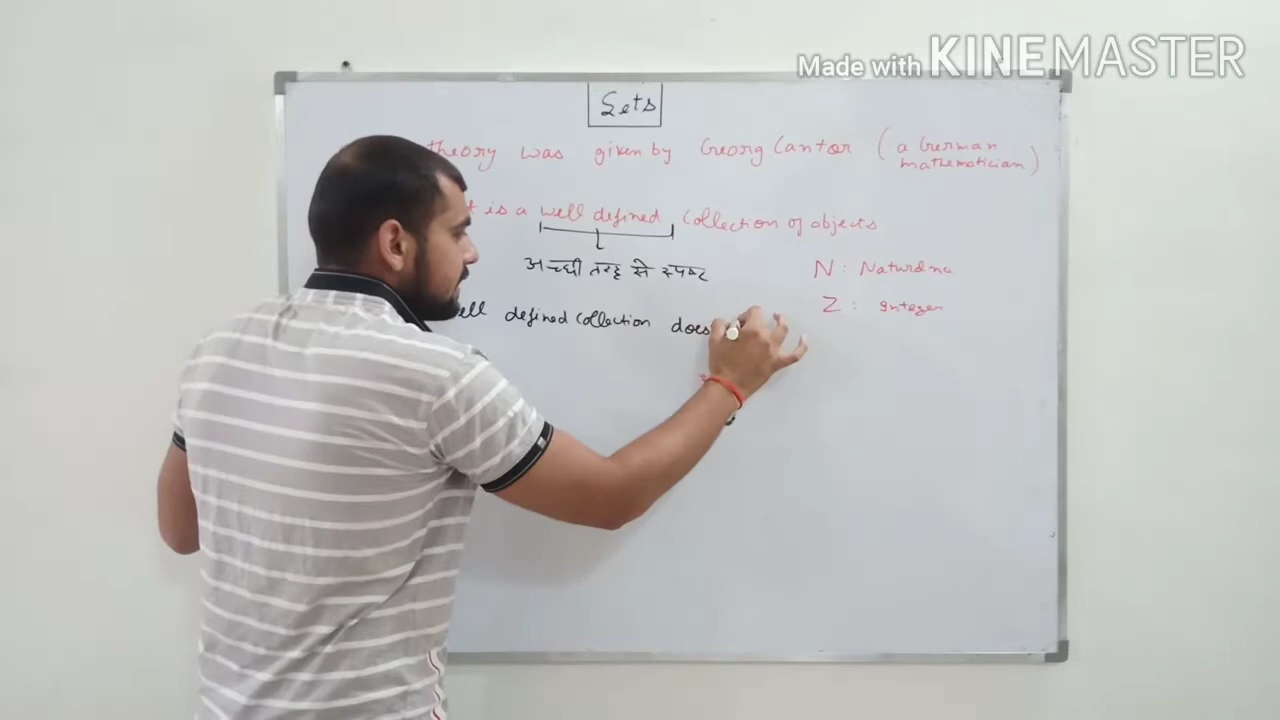 Made with KINEMASTER
Sets
theory was given by Georg Cantor (a German mathematician)
t is a well defined collection of objects
अच्छी तरह से स्पष्ट
N: Natural no
Z: Integer
ell defined collection does